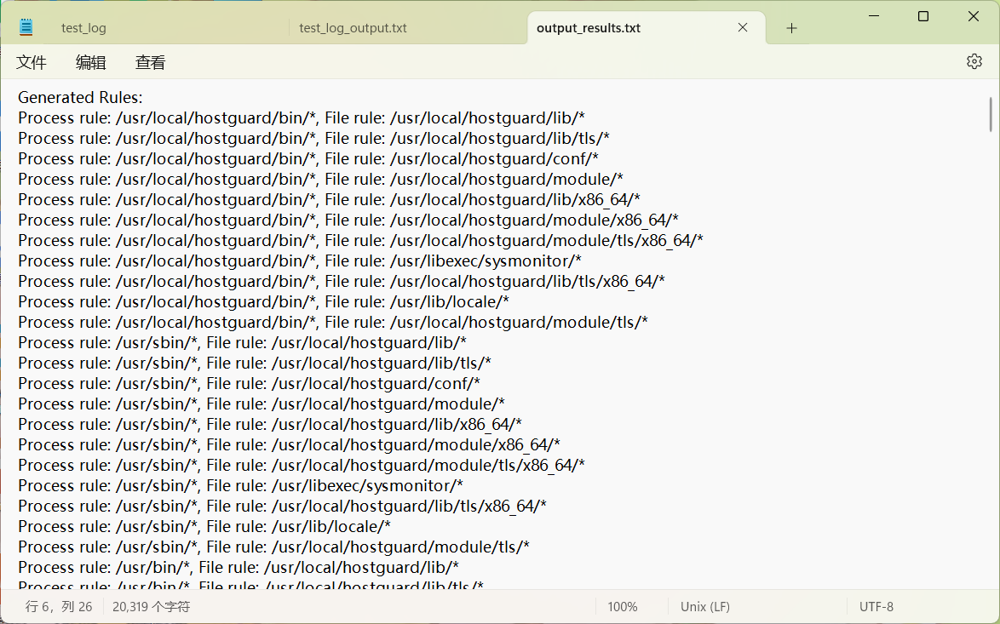 test_log
test_log_output.txt
output_results.txt
文件 编辑 查看
Generated Rules:
Process rule: /usr/local/hostguard/bin/*, File rule: /usr/local/hostguard/lib/*
Process rule: /usr/local/hostguard/bin/*, File rule: /usr/local/hostguard/lib/tls/*
Process rule: /usr/local/hostguard/bin/*, File rule: /usr/local/hostguard/conf/*
Process rule: /usr/local/hostguard/bin/*, File rule: /usr/local/hostguard/module/*
Process rule: /usr/local/hostguard/bin/*, File rule: /usr/local/hostguard/lib/x86_64/*
Process rule: /usr/local/hostguard/bin/*, File rule: /usr/local/hostguard/module/x86_64/*
Process rule: /usr/local/hostguard/bin/*, File rule: /usr/local/hostguard/module/tls/x86_64/*
Process rule: /usr/local/hostguard/bin/*, File rule: /usr/libexec/sysmonitor/*
Process rule: /usr/local/hostguard/bin/*, File rule: /usr/local/hostguard/lib/tls/x86_64/*
Process rule: /usr/local/hostguard/bin/*, File rule: /usr/lib/locale/*
Process rule: /usr/local/hostguard/bin/*, File rule: /usr/local/hostguard/module/tls/*
Process rule: /usr/sbin/*, File rule: /usr/local/hostguard/lib/*
Process rule: /usr/sbin/*, File rule: /usr/local/hostguard/lib/tls/*
Process rule: /usr/sbin/*, File rule: /usr/local/hostguard/conf/*
Process rule: /usr/sbin/*, File rule: /usr/local/hostguard/module/*
Process rule: /usr/sbin/*, File rule: /usr/local/hostguard/lib/x86_64/*
Process rule: /usr/sbin/*, File rule: /usr/local/hostguard/module/x86_64/*
Process rule: /usr/sbin/*, File rule: /usr/local/hostguard/module/tls/x86_64/*
Process rule: /usr/sbin/*, File rule: /usr/libexec/sysmonitor/*
Process rule: /usr/sbin/*, File rule: /usr/local/hostguard/lib/tls/x86_64/*
Process rule: /usr/sbin/*, File rule: /usr/lib/locale/*
Process rule: /usr/sbin/*, File rule: /usr/local/hostguard/module/tls/*
Process rule: /usr/bin/*, File rule: /usr/local/hostguard/lib/*
Process rule: /usr/bin/*, File rule: /usr/local/hostguard/lib/tls/*
行 6，列 26 20,319 个字符 100% Unix (LF) UTF-8